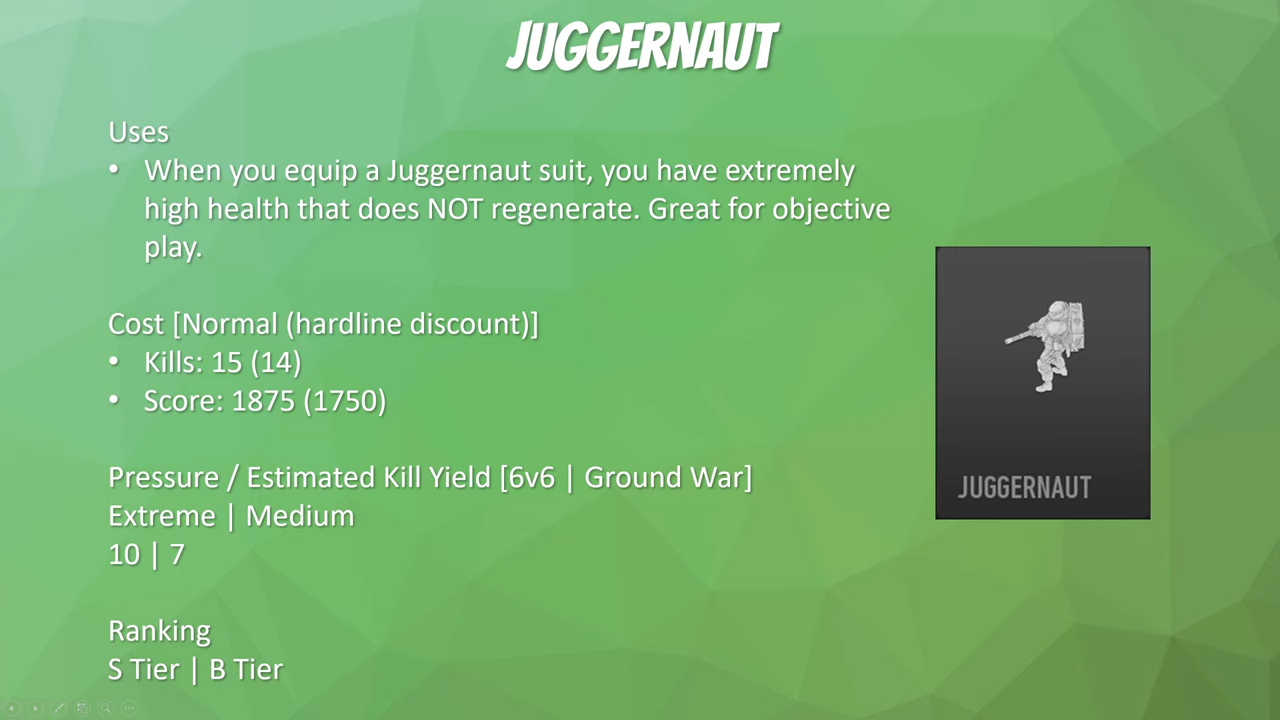 JUGGERNAUT
Uses
• When you equip a Juggernaut suit, you have extremely
high health that does NOT regenerate. Great for objective
play.
Cost [Normal (hardline discount)]
• Kills: 15 (14)
• Score: 1875 (1750)
Pressure / Estimated Kill Yield [6v6 | Ground War]
Extreme | Medium
10 | 7
Ranking
S Tier | B Tier
JUGGERNAUT